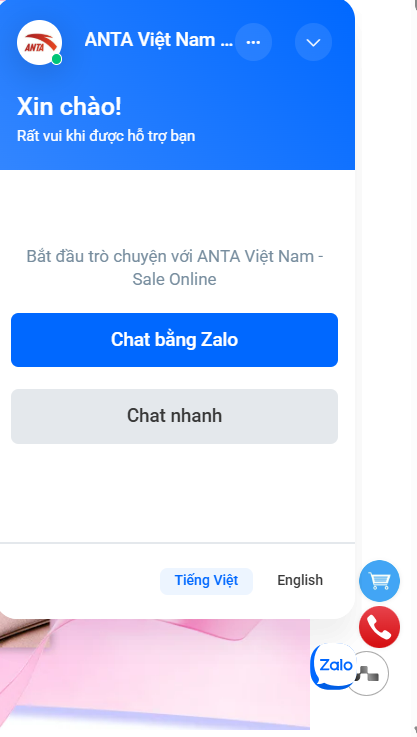 ANTA
ANTA Việt Nam ...
Xin chào!
Rất vui khi được hỗ trợ bạn
Bắt đầu trò chuyện với ANTA Việt Nam -
Sale Online
Chat bằng Zalo
Chat nhanh
Tiếng Việt
English
Zalo